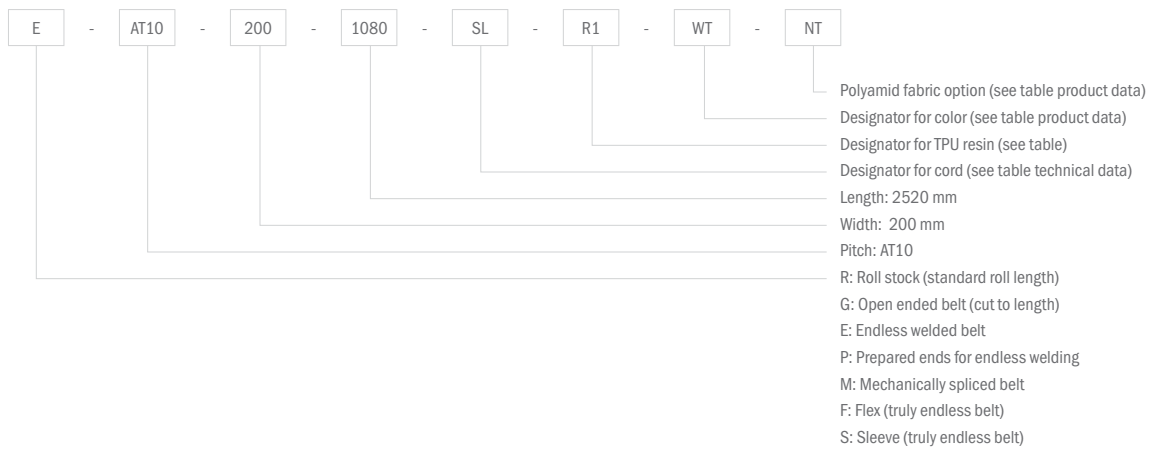 E - AT10 - 200 - 1080 - SL - R1 - WT - NT
Polyamid fabric option (see table product data)
Designator for color (see table product data)
Designator for TPU resin (see table)
Designator for cord (see table technical data)
Length: 2520 mm
Width: 200 mm
Pitch: AT10
R: Roll stock (standard roll length)
G: Open ended belt (cut to length)
E: Endless welded belt
P: Prepared ends for endless welding
M: Mechanically spliced belt
F: Flex (truly endless belt)
S: Sleeve (truly endless belt)